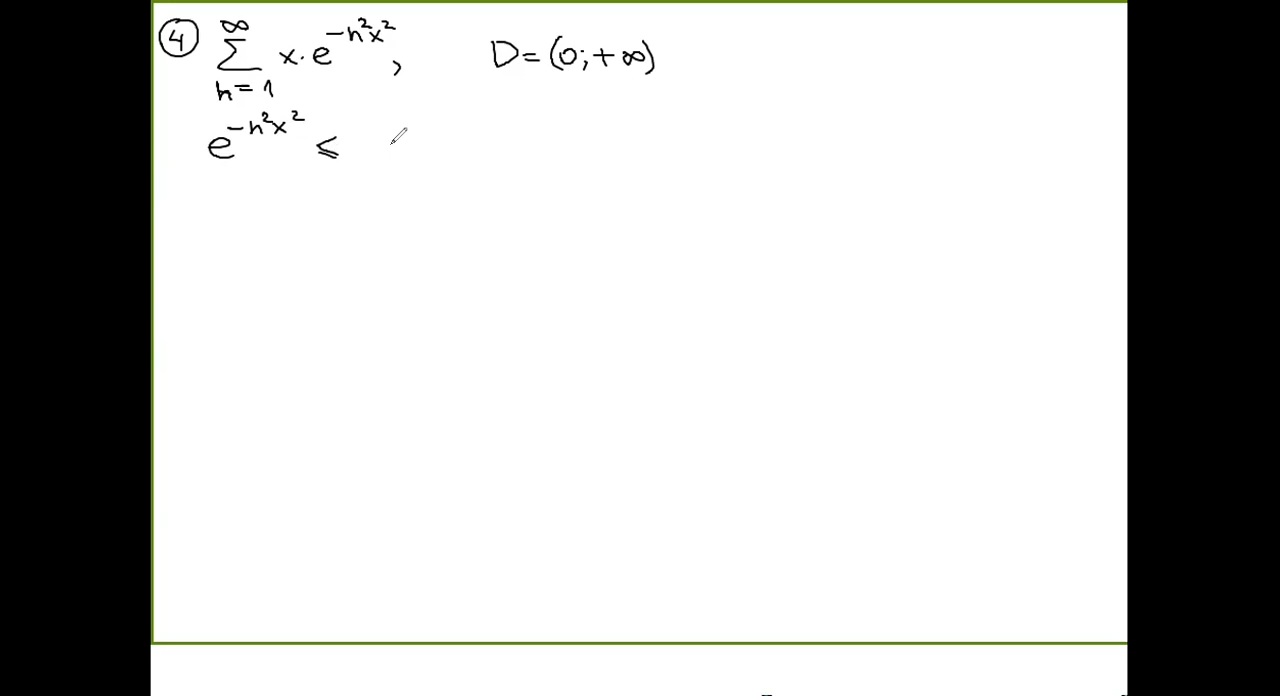 ④ ∑_{n=1}^{∞} x·e^{-n²x²}, D=(0;+∞)
e^{-n²x²} ≤